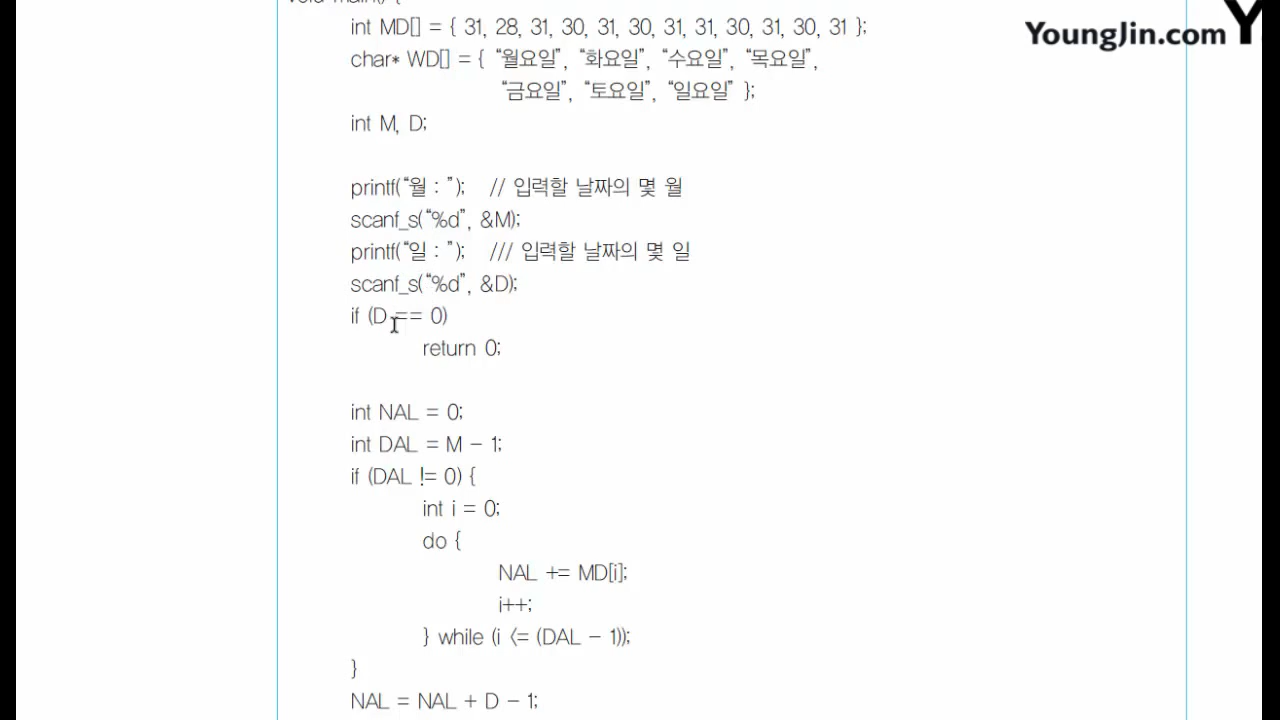 void main() {
int MD[] = { 31, 28, 31, 30, 31, 30, 31, 31, 30, 31, 30, 31 };
YoungJin.com Y
char* WD[] = { “월요일”, “화요일”, “수요일”, “목요일”,
“금요일”, “토요일”, “일요일” };
int M, D;
printf(“월 : ”); // 입력할 날짜의 몇 월
scanf_s(“%d”, &M);
printf(“일 : ”); /// 입력할 날짜의 몇 일
scanf_s(“%d”, &D);
if (D == 0)
return 0;
int NAL = 0;
int DAL = M - 1;
if (DAL != 0) {
int i = 0;
do {
NAL += MD[i];
i++;
} while (i <= (DAL - 1));
}
NAL = NAL + D - 1;